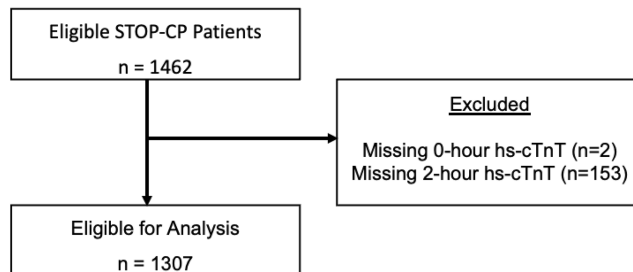 Eligible STOP-CP Patients
n = 1462
Excluded
Missing 0-hour hs-cTnT (n=2)
Missing 2-hour hs-cTnT (n=153)
Eligible for Analysis
n = 1307